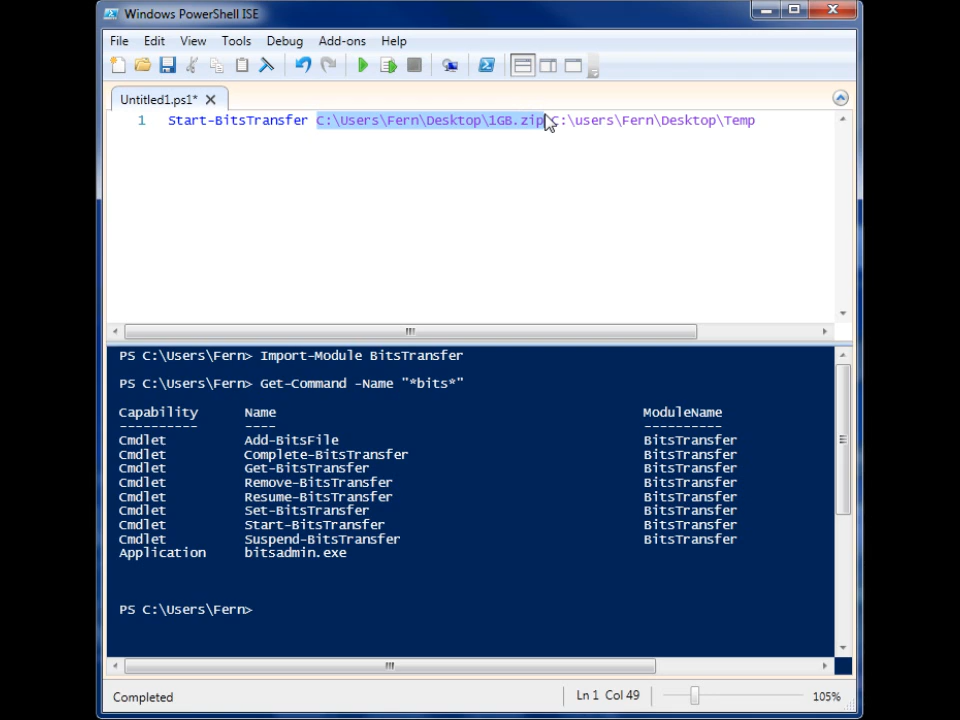 Windows PowerShell ISE
File Edit View Tools Debug Add-ons Help
Untitled1.ps1* X
1 Start-BitsTransfer C:\Users\Fern\Desktop\1GB.zip C:\users\Fern\Desktop\Temp
PS C:\Users\Fern> Import-Module BitsTransfer
PS C:\Users\Fern> Get-Command -Name "*bits*"
Capability Name ModuleName
---------- ---- ----------
Cmdlet Add-BitsFile BitsTransfer
Cmdlet Complete-BitsTransfer BitsTransfer
Cmdlet Get-BitsTransfer BitsTransfer
Cmdlet Remove-BitsTransfer BitsTransfer
Cmdlet Resume-BitsTransfer BitsTransfer
Cmdlet Set-BitsTransfer BitsTransfer
Cmdlet Start-BitsTransfer BitsTransfer
Cmdlet Suspend-BitsTransfer BitsTransfer
Application bitsadmin.exe
PS C:\Users\Fern>
Completed Ln 1 Col 49 105%